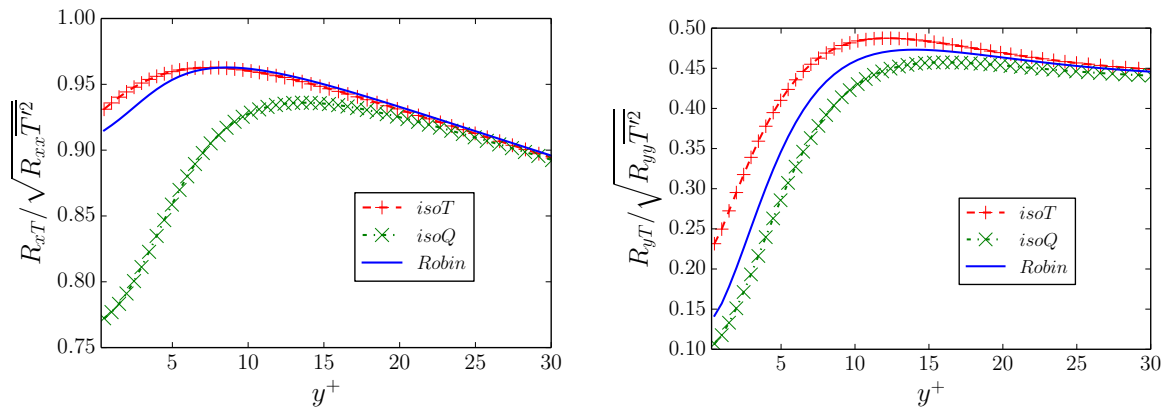 1.00
0.95
0.90
0.85
0.80
0.75
5 10 15 20 25 30
y⁺
R_{xT}/√(R_{xx}\overline{T'^2})
isoT
isoQ
Robin
0.50
0.45
0.40
0.35
0.30
0.25
0.20
0.15
0.10
5 10 15 20 25 30
y⁺
R_{yT}/√(R_{yy}\overline{T'^2})
isoT
isoQ
Robin